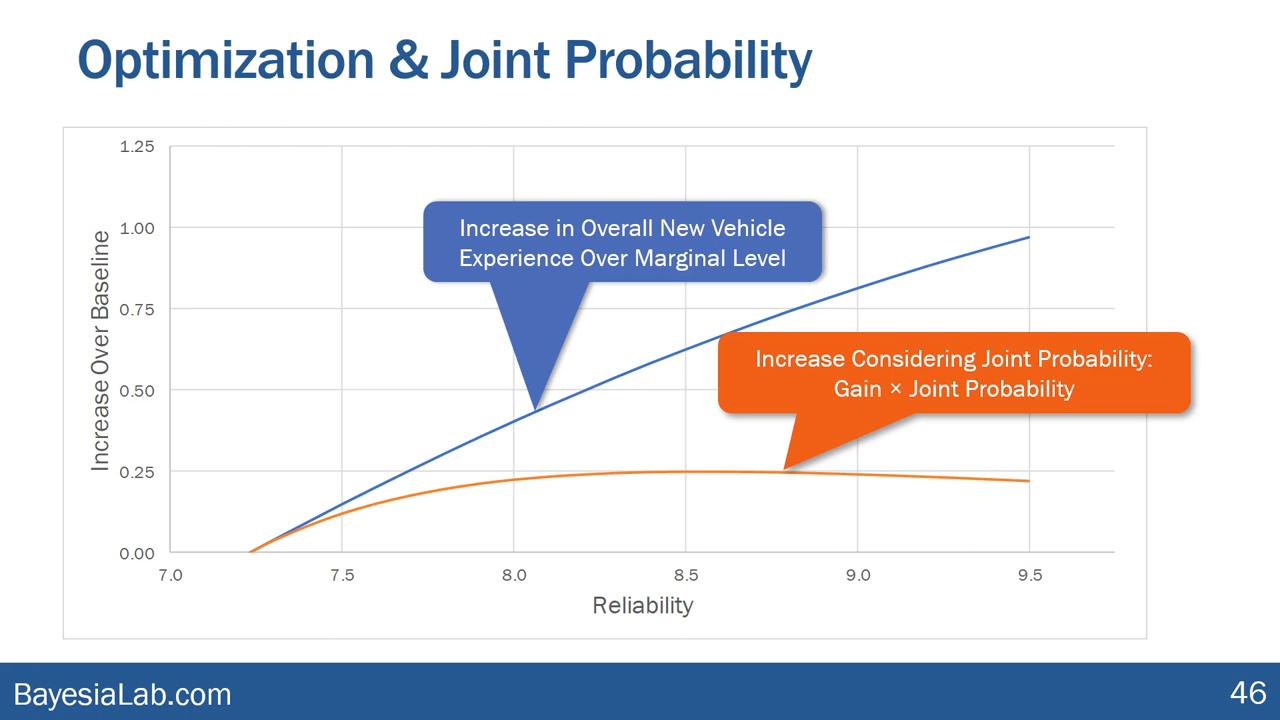 Optimization & Joint Probability
1.25
1.00
0.75
0.50
0.25
0.00
Increase Over Baseline
Increase in Overall New Vehicle
Experience Over Marginal Level
Increase Considering Joint Probability:
Gain × Joint Probability
7.0
7.5
8.0
8.5
9.0
9.5
Reliability
BayesiaLab.com
46